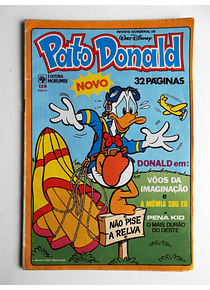 REVISTA QUINZENAL DE
Walt Disney
Pato Donald
EDITORA
MORUMBI
NOVO
32 PÁGINAS
DONALD em:
VÔOS DA
IMAGINAÇÃO
e
A MÚMIA SOU EU
PENA KID
O MAIS DURÃO
DO OESTE
NÃO PISE
A RELVA